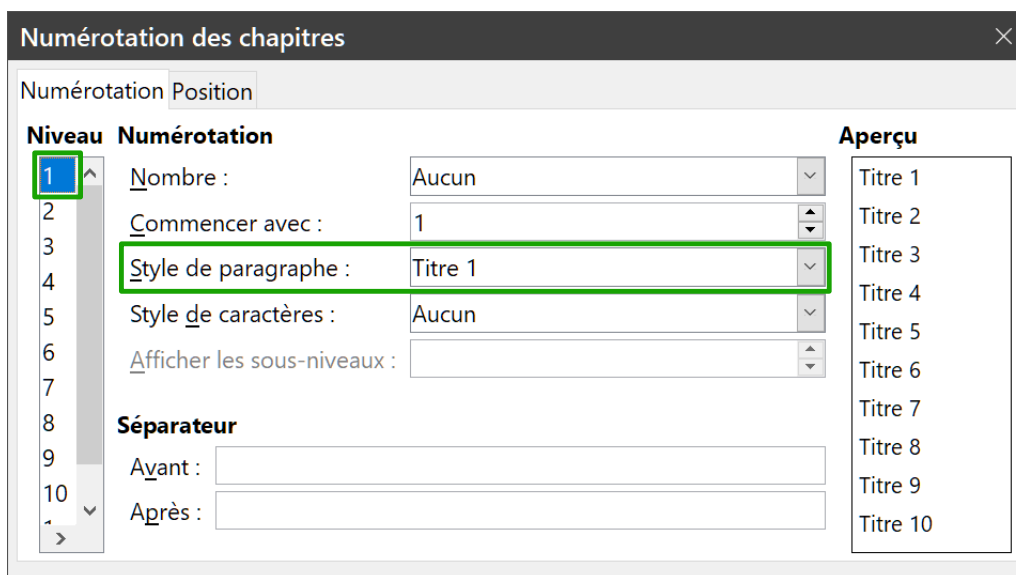 Numérotation des chapitres
Numérotation Position
Niveau Numérotation Aperçu
1
2
3
4
5
6
7
8
9
10
Nombre : Aucun
Commencer avec : 1
Style de paragraphe : Titre 1
Style de caractères : Aucun
Afficher les sous-niveaux :
Séparateur
Avant :
Après :
Titre 1
Titre 2
Titre 3
Titre 4
Titre 5
Titre 6
Titre 7
Titre 8
Titre 9
Titre 10